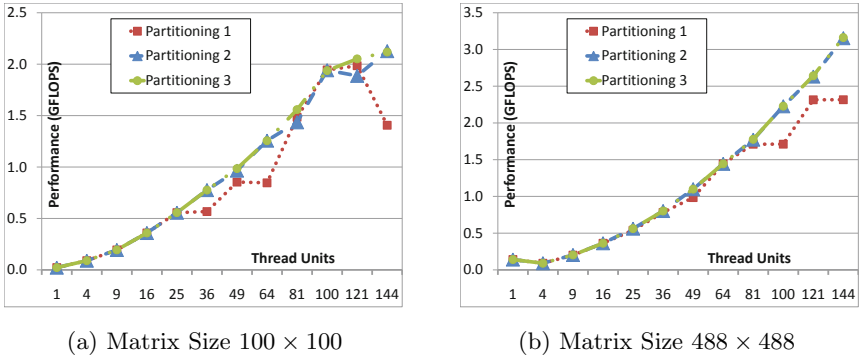 2.5
2.0
1.5
1.0
0.5
0.0
Performance (GFLOPS)
Partitioning 1
Partitioning 2
Partitioning 3
Thread Units
1 4 9 16 25 36 49 64 81 100 121 144
(a) Matrix Size 100 × 100
3.5
3.0
2.5
2.0
1.5
1.0
0.5
0.0
Performance (GFLOPS)
Partitioning 1
Partitioning 2
Partitioning 3
Thread Units
1 4 9 16 25 36 49 64 81 100 121 144
(b) Matrix Size 488 × 488